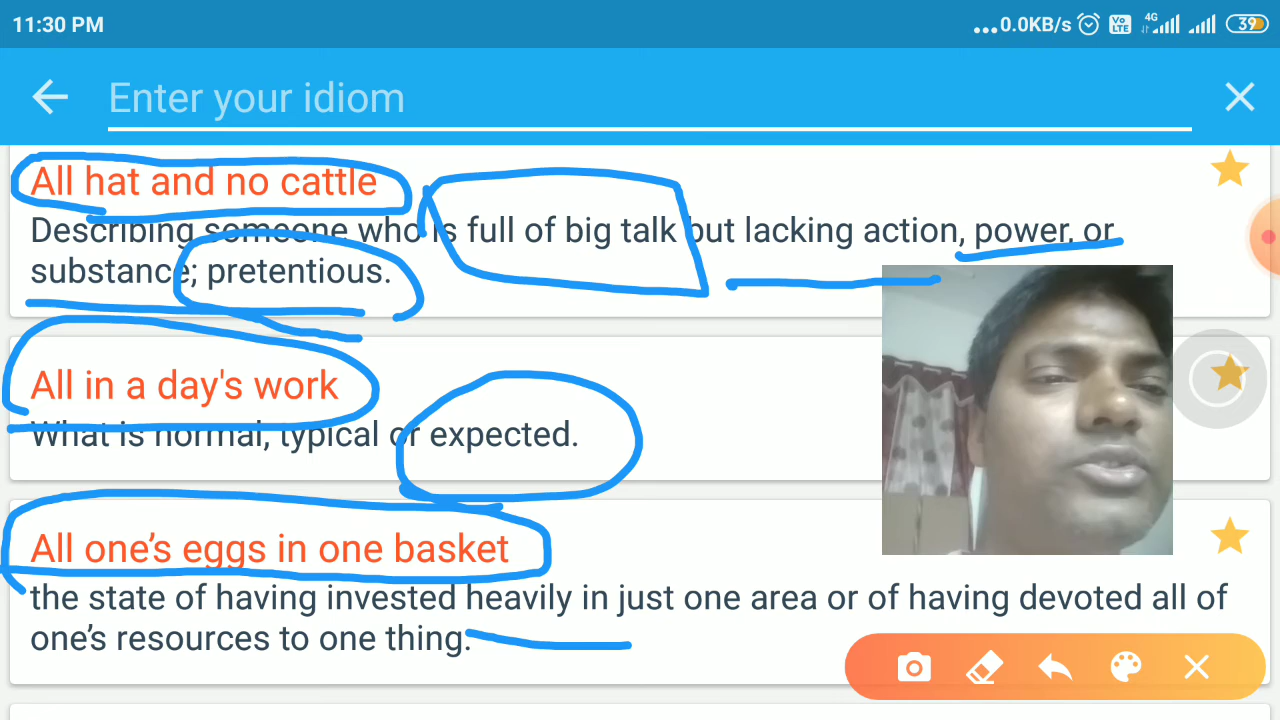 11:30 PM
...0.0KB/s Vo LTE 4G 39
Enter your idiom
All hat and no cattle
Describing someone who is full of big talk but lacking action, power, or
substance; pretentious.
All in a day's work
What is normal, typical or expected.
All one’s eggs in one basket
the state of having invested heavily in just one area or of having devoted all of
one’s resources to one thing.